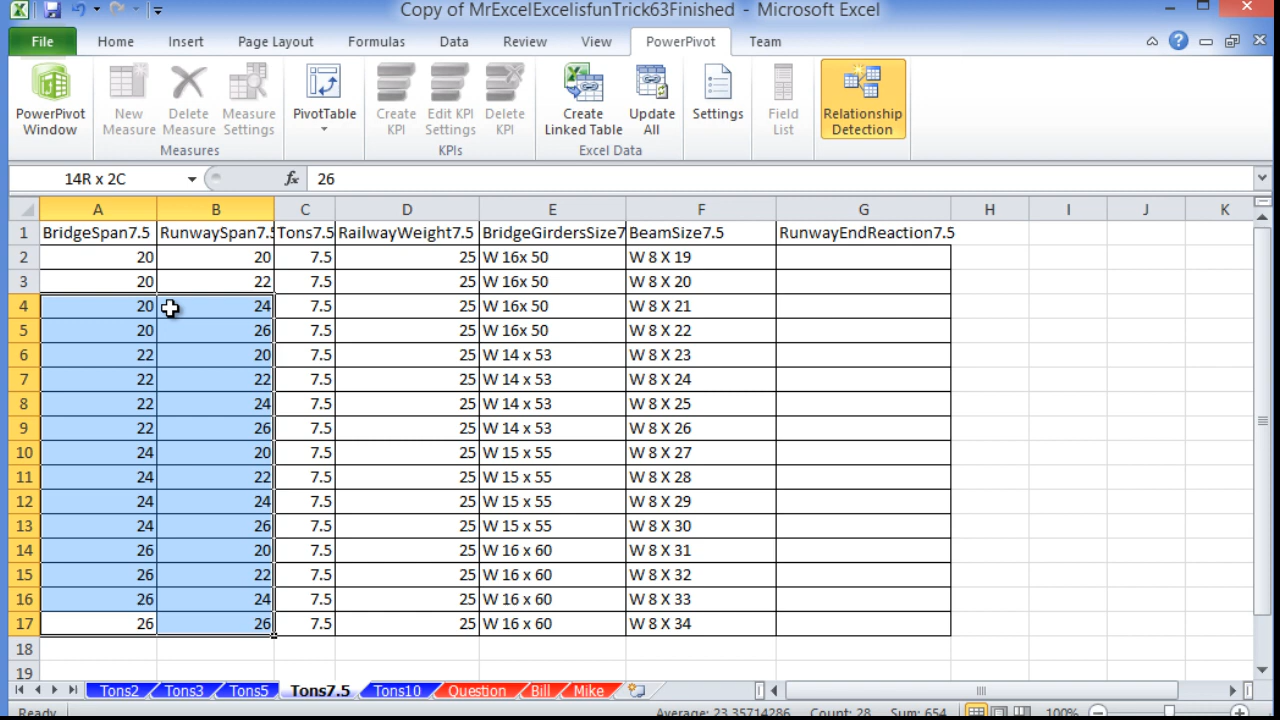 Copy of MrExcelExcelisfunTrick63Finished - Microsoft Excel
File Home Insert Page Layout Formulas Data Review View PowerPivot Team
PowerPivot Window New Measure Delete Measure Measure Settings PivotTable Create KPI Edit KPI Settings Delete KPI Create Linked Table Update All Settings Field List Relationship Detection
Measures KPIs Excel Data
14R x 2C fx 26
A B C D E F G H I J K
1 BridgeSpan7.5 RunwaySpan7.5 Tons7.5 RailwayWeight7.5 BridgeGirdersSize7 BeamSize7.5 RunwayEndReaction7.5
2 20 20 7.5 25 W 16x 50 W 8 X 19
3 20 22 7.5 25 W 16x 50 W 8 X 20
4 20 24 7.5 25 W 16x 50 W 8 X 21
5 20 26 7.5 25 W 16x 50 W 8 X 22
6 22 20 7.5 25 W 14 x 53 W 8 X 23
7 22 22 7.5 25 W 14 x 53 W 8 X 24
8 22 24 7.5 25 W 14 x 53 W 8 X 25
9 22 26 7.5 25 W 14 x 53 W 8 X 26
10 24 20 7.5 25 W 15 x 55 W 8 X 27
11 24 22 7.5 25 W 15 x 55 W 8 X 28
12 24 24 7.5 25 W 15 x 55 W 8 X 29
13 24 26 7.5 25 W 15 x 55 W 8 X 30
14 26 20 7.5 25 W 16 x 60 W 8 X 31
15 26 22 7.5 25 W 16 x 60 W 8 X 32
16 26 24 7.5 25 W 16 x 60 W 8 X 33
17 26 26 7.5 25 W 16 x 60 W 8 X 34
18
19
Tons2 Tons3 Tons5 Tons7.5 Tons10 Question Bill Mike
Ready Average: 23.35714286 Count: 28 Sum: 654 100%